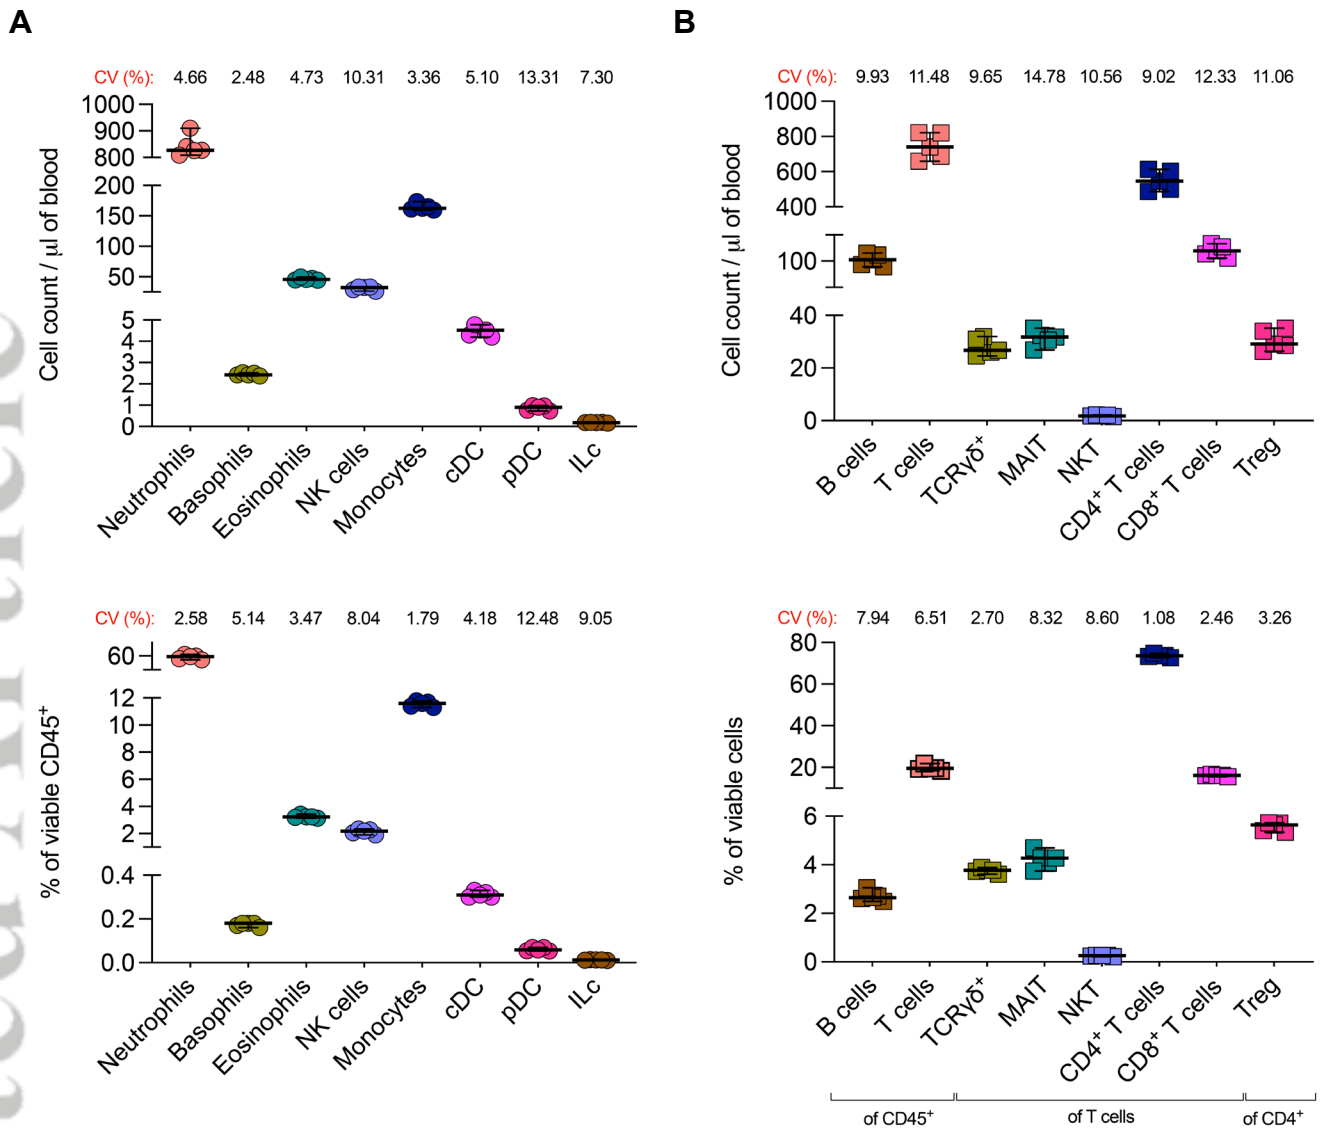 A
CV (%): 4.66 2.48 4.73 10.31 3.36 5.10 13.31 7.30
Cell count / μl of blood
1000
900
800
200
150
100
50
5
4
3
2
1
0
Neutrophils Basophils Eosinophils NK cells Monocytes cDC pDC ILc
CV (%): 2.58 5.14 3.47 8.04 1.79 4.18 12.48 9.05
% of viable CD45⁺
60
12
10
8
6
4
2
0.4
0.2
0.0
Neutrophils Basophils Eosinophils NK cells Monocytes cDC pDC ILc
B
CV (%): 9.93 11.48 9.65 14.78 10.56 9.02 12.33 11.06
Cell count / μl of blood
1000
800
600
400
100
40
20
0
B cells T cells TCRγδ⁺ MAIT NKT CD4⁺ T cells CD8⁺ T cells Treg
CV (%): 7.94 6.51 2.70 8.32 8.60 1.08 2.46 3.26
% of viable cells
80
60
40
20
6
4
2
0
B cells T cells TCRγδ⁺ MAIT NKT CD4⁺ T cells CD8⁺ T cells Treg
of CD45⁺ of T cells of CD4⁺